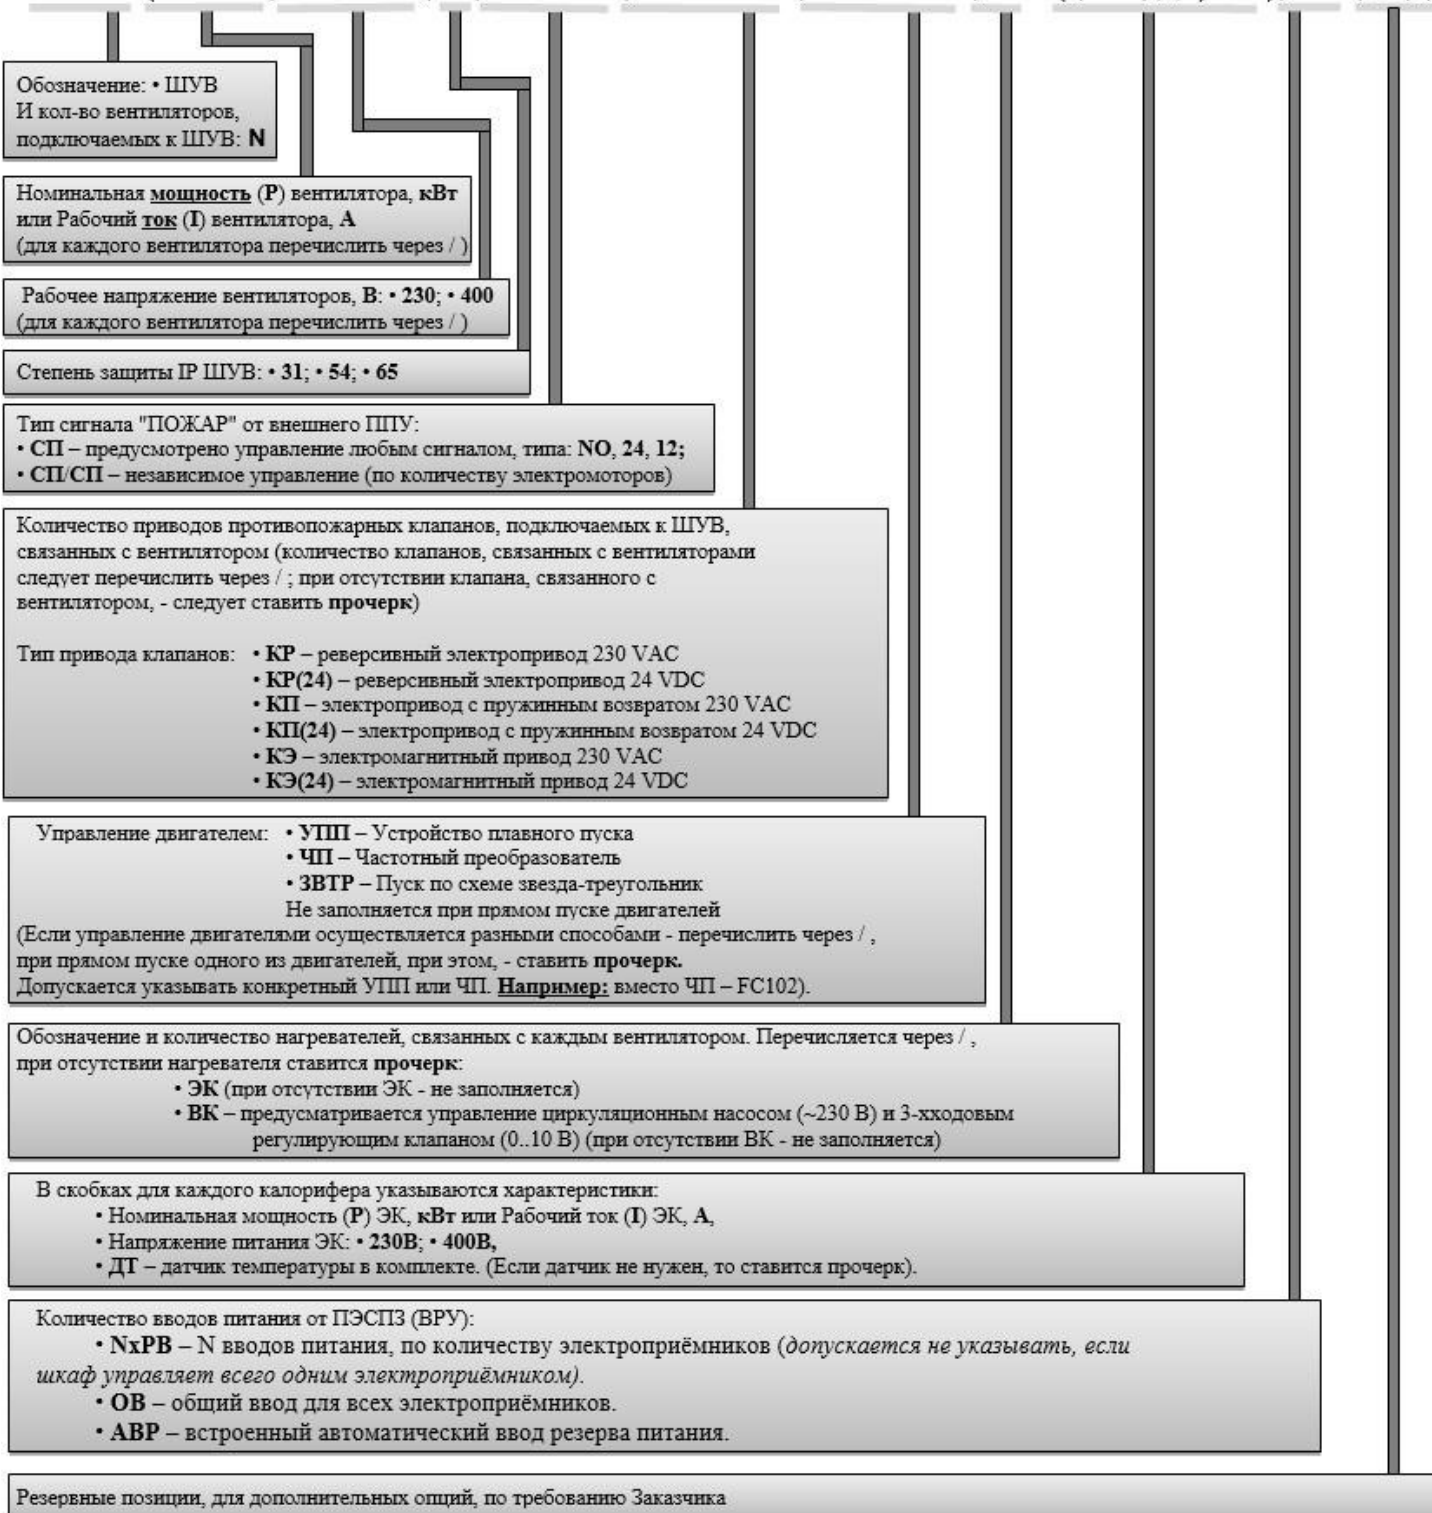 Обозначение: • ШУВ
И кол-во вентиляторов,
подключаемых к ШУВ: N
Номинальная мощность (P) вентилятора, кВт
или Рабочий ток (I) вентилятора, А
(для каждого вентилятора перечислить через / )
Рабочее напряжение вентиляторов, В: • 230; • 400
(для каждого вентилятора перечислить через / )
Степень защиты IP ШУВ: • 31; • 54; • 65
Тип сигнала "ПОЖАР" от внешнего ППУ:
• СП – предусмотрено управление любым сигналом, типа: NO, 24, 12;
• СП/СП – независимое управление (по количеству электромоторов)
Количество приводов противопожарных клапанов, подключаемых к ШУВ,
связанных с вентилятором (количество клапанов, связанных с вентиляторами
следует перечислить через / ; при отсутствии клапана, связанного с
вентилятором, - следует ставить прочерк)
Тип привода клапанов: • КР – реверсивный электропривод 230 VAC
• КР(24) – реверсивный электропривод 24 VDC
• КП – электропривод с пружинным возвратом 230 VAC
• КП(24) – электропривод с пружинным возвратом 24 VDC
• КЭ – электромагнитный привод 230 VAC
• КЭ(24) – электромагнитный привод 24 VDC
Управление двигателем: • УПП – Устройство плавного пуска
• ЧП – Частотный преобразователь
• ЗВТР – Пуск по схеме звезда-треугольник
Не заполняется при прямом пуске двигателей
(Если управление двигателями осуществляется разными способами - перечислить через / ,
при прямом пуске одного из двигателей, при этом, - ставить прочерк.
Допускается указывать конкретный УПП или ЧП. Например: вместо ЧП – FC102).
Обозначение и количество нагревателей, связанных с каждым вентилятором. Перечисляется через / ,
при отсутствии нагревателя ставится прочерк:
• ЭК (при отсутствии ЭК - не заполняется)
• ВК – предусматривается управление циркуляционным насосом (~230 В) и 3-хходовым
регулирующим клапаном (0..10 В) (при отсутствии ВК - не заполняется)
В скобках для каждого калорифера указываются характеристики:
• Номинальная мощность (P) ЭК, кВт или Рабочий ток (I) ЭК, А,
• Напряжение питания ЭК: • 230В; • 400В,
• ДТ – датчик температуры в комплекте. (Если датчик не нужен, то ставится прочерк).
Количество вводов питания от ПЭСПЗ (ВРУ):
• NxРВ – N вводов питания, по количеству электроприёмников (допускается не указывать, если
шкаф управляет всего одним электроприёмником).
• ОВ – общий ввод для всех электроприёмников.
• АВР – встроенный автоматический ввод резерва питания.
Резервные позиции, для дополнительных опций, по требованию Заказчика